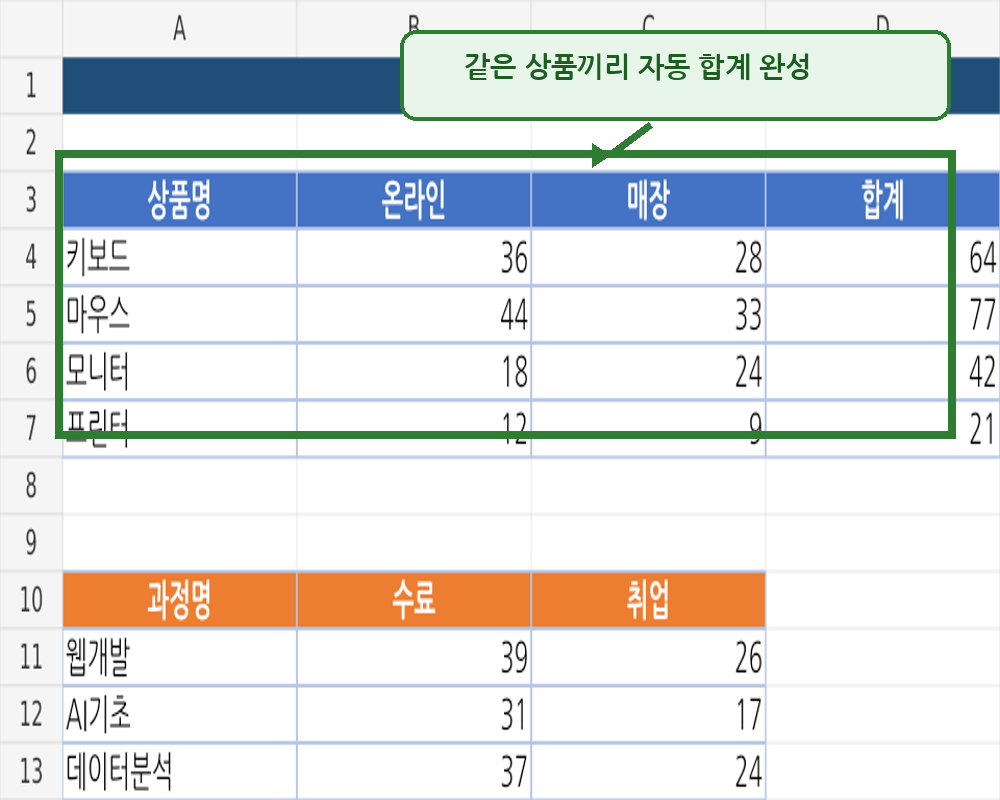 A B C D
같은 상품끼리 자동 합계 완성
1
2
3 상품명 온라인 매장 합계
4 키보드 36 28 64
5 마우스 44 33 77
6 모니터 18 24 42
7 프린터 12 9 21
8
9
10 과정명 수료 취업
11 웹개발 39 26
12 AI기초 31 17
13 데이터분석 37 24